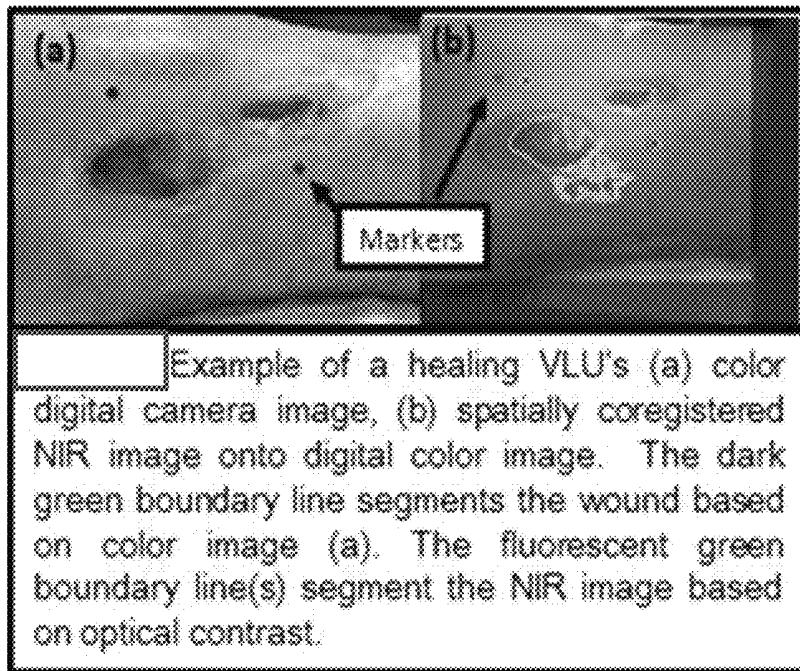 (a) (b)
Markers
Example of a healing VLU's (a) color
digital camera image, (b) spatially coregistered
NIR image onto digital color image. The dark
green boundary line segments the wound based
on color image (a). The fluorescent green
boundary line(s) segment the NIR image based
on optical contrast.